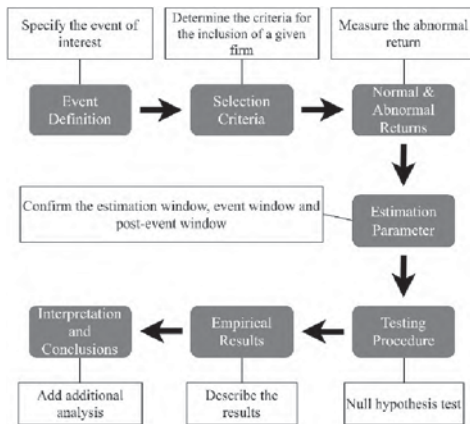 Specify the event of
interest
Determine the criteria for
the inclusion of a given
firm
Measure the abnormal
return
Event
Definition
Selection
Criteria
Normal &
Abnormal
Returns
Confirm the estimation window, event window and
post-event window
Estimation
Parameter
Interpretation
and
Conclusions
Empirical
Results
Testing
Procedure
Add additional
analysis
Describe the
results
Null hypothesis test